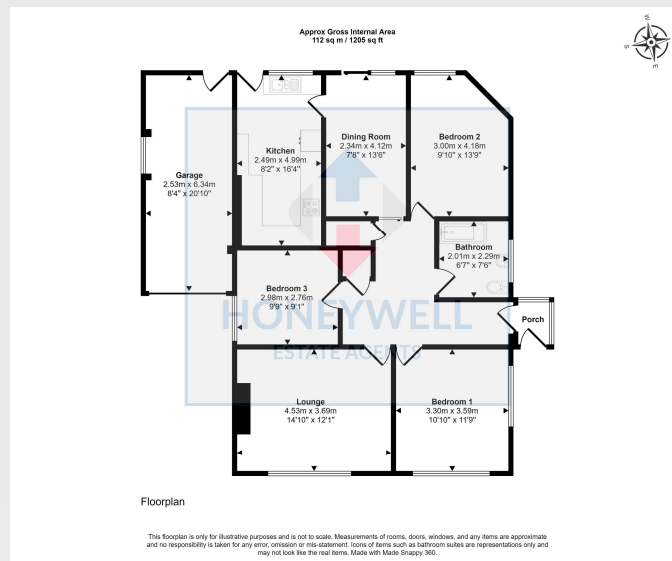 Approx Gross Internal Area
112 sq m / 1205 sq ft
W
S
E
Kitchen
2.49m x 4.99m
8'2" x 16'4"
Dining Room
2.34m x 4.12m
7'8" x 13'6"
Bedroom 2
3.00m x 4.18m
9'10" x 13'9"
Garage
2.53m x 6.34m
8'4" x 20'10"
Bathroom
2.01m x 2.29m
6'7" x 7'6"
Bedroom 3
2.98m x 2.76m
9'9" x 9'1"
Porch
HONEYWELL
ESTATE AGENTS
Lounge
4.53m x 3.69m
14'10" x 12'1"
Bedroom 1
3.30m x 3.59m
10'10" x 11'9"
Floorplan
This floorplan is only for illustrative purposes and is not to scale. Measurements of rooms, doors, windows, and any items are approximate
and no responsibility is taken for any error, omission or mis-statement. Icons of items such as bathroom suites are representations only and
may not look like the real items. Made with Made Snappy 360.